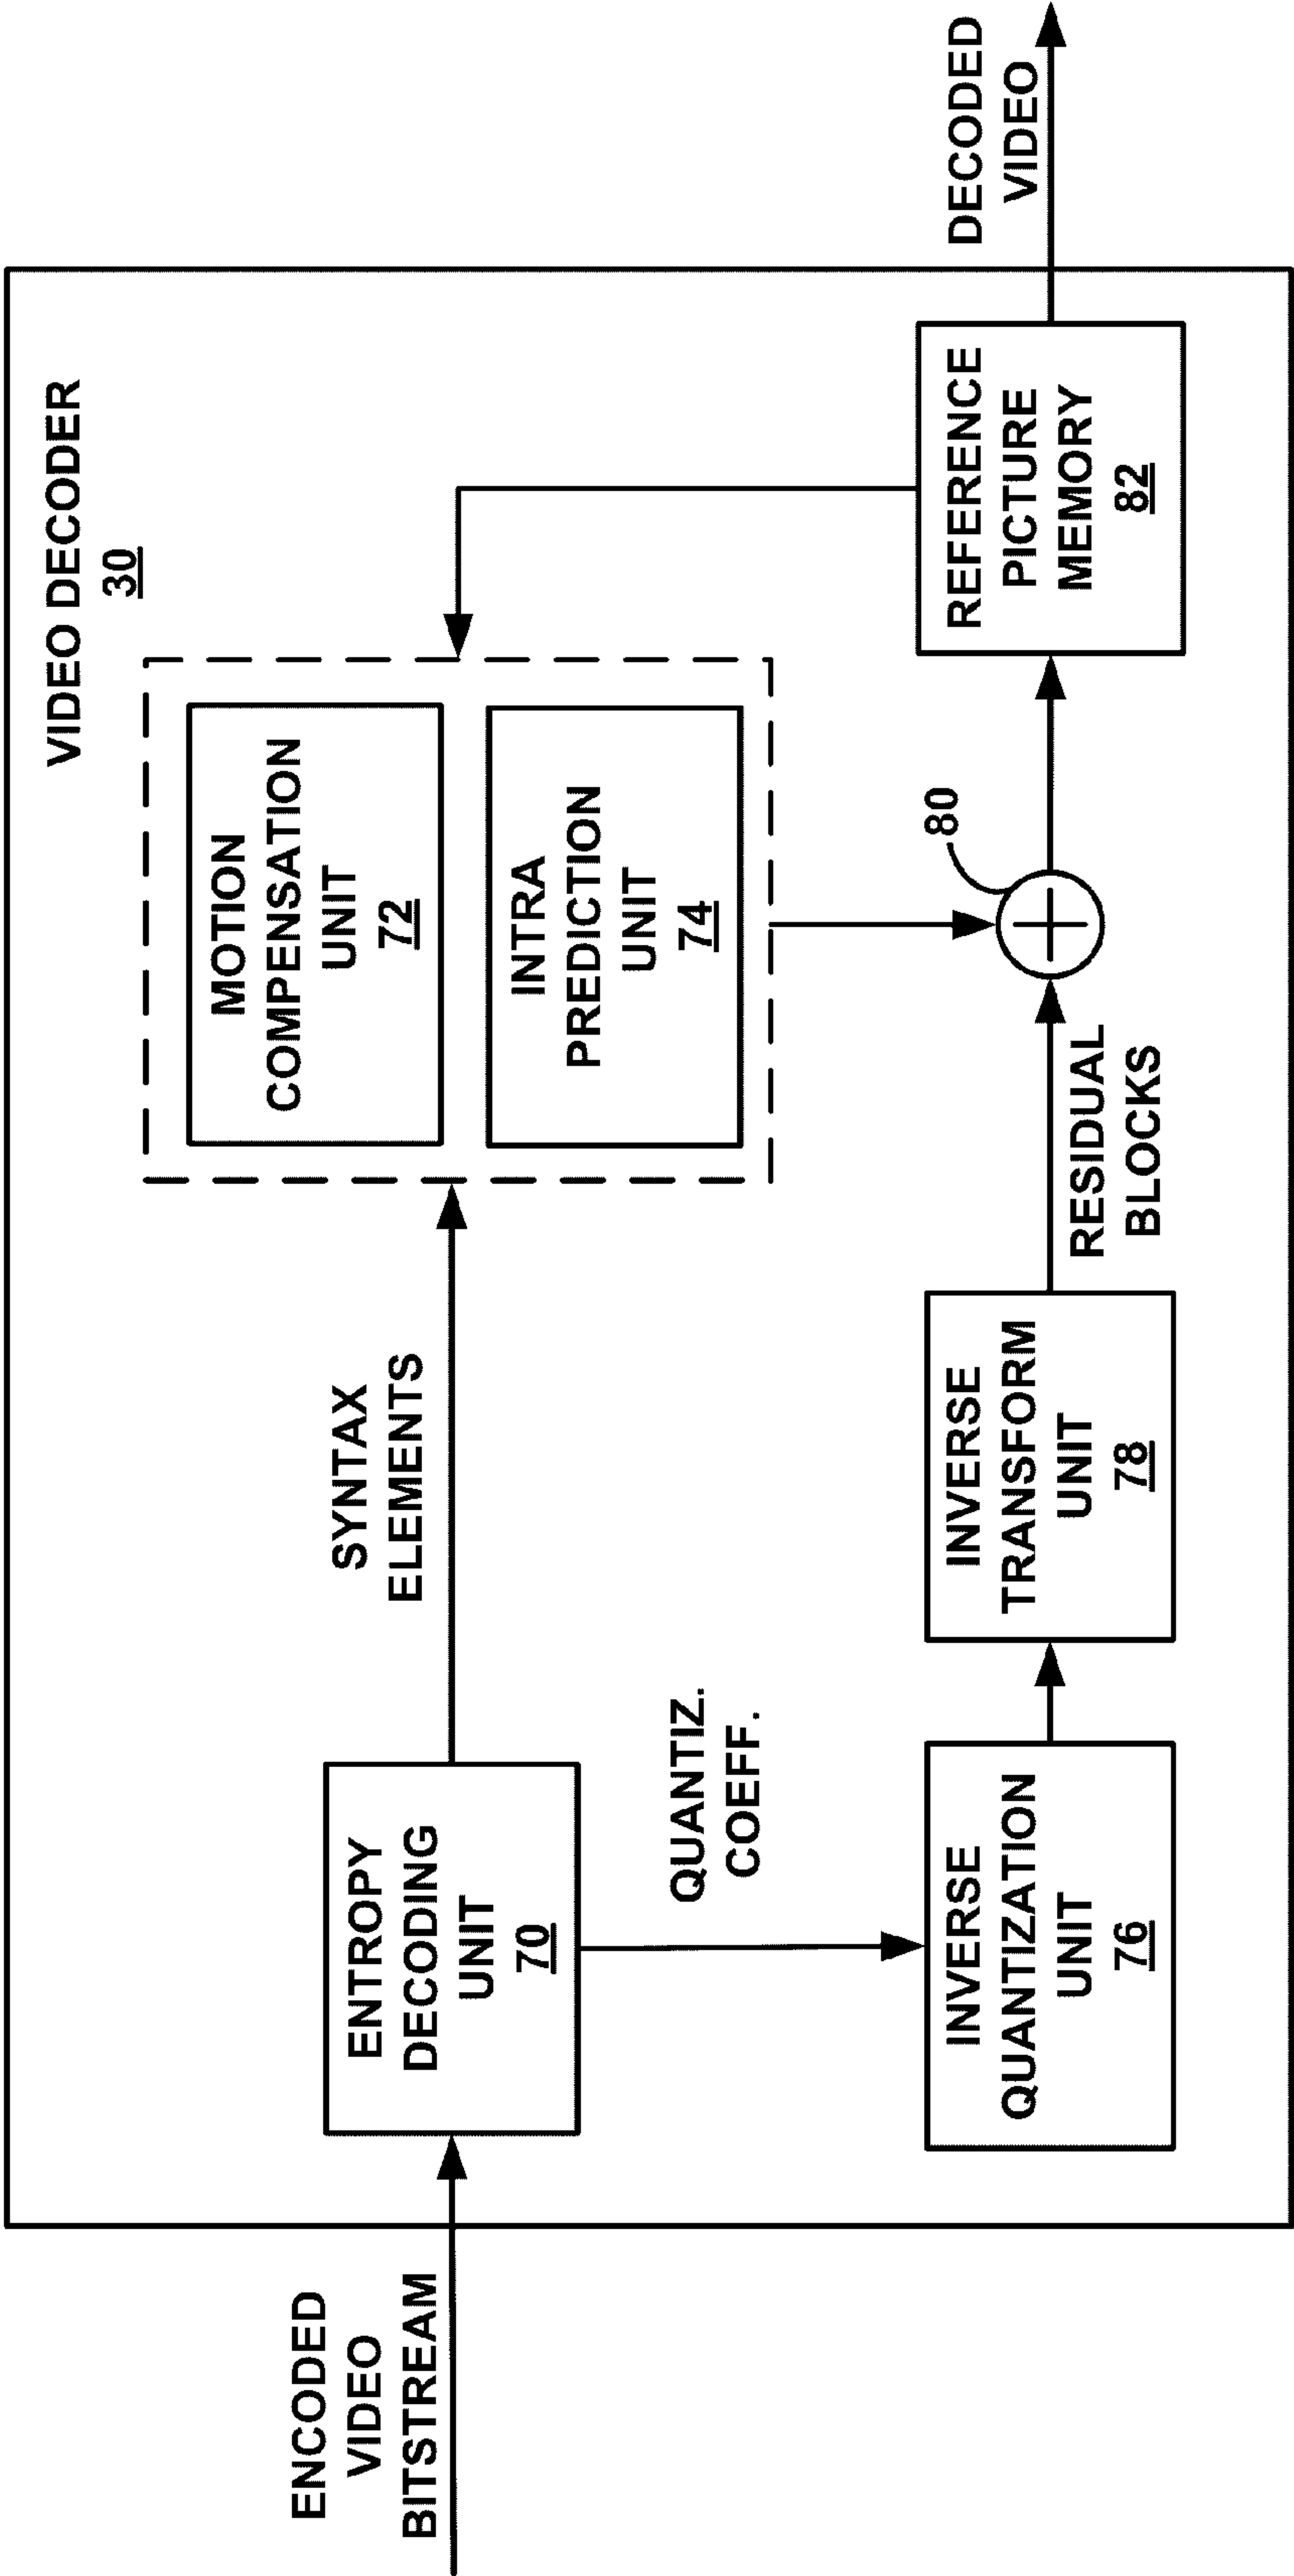 VIDEO DECODER
30
ENCODED
VIDEO
BITSTREAM
ENTROPY
DECODING
UNIT
70
SYNTAX
ELEMENTS
MOTION
COMPENSATION
UNIT
72
INTRA
PREDICTION
UNIT
74
QUANTIZ.
COEFF.
INVERSE
QUANTIZATION
UNIT
76
INVERSE
TRANSFORM
UNIT
78
RESIDUAL
BLOCKS
80
REFERENCE
PICTURE
MEMORY
82
DECODED
VIDEO